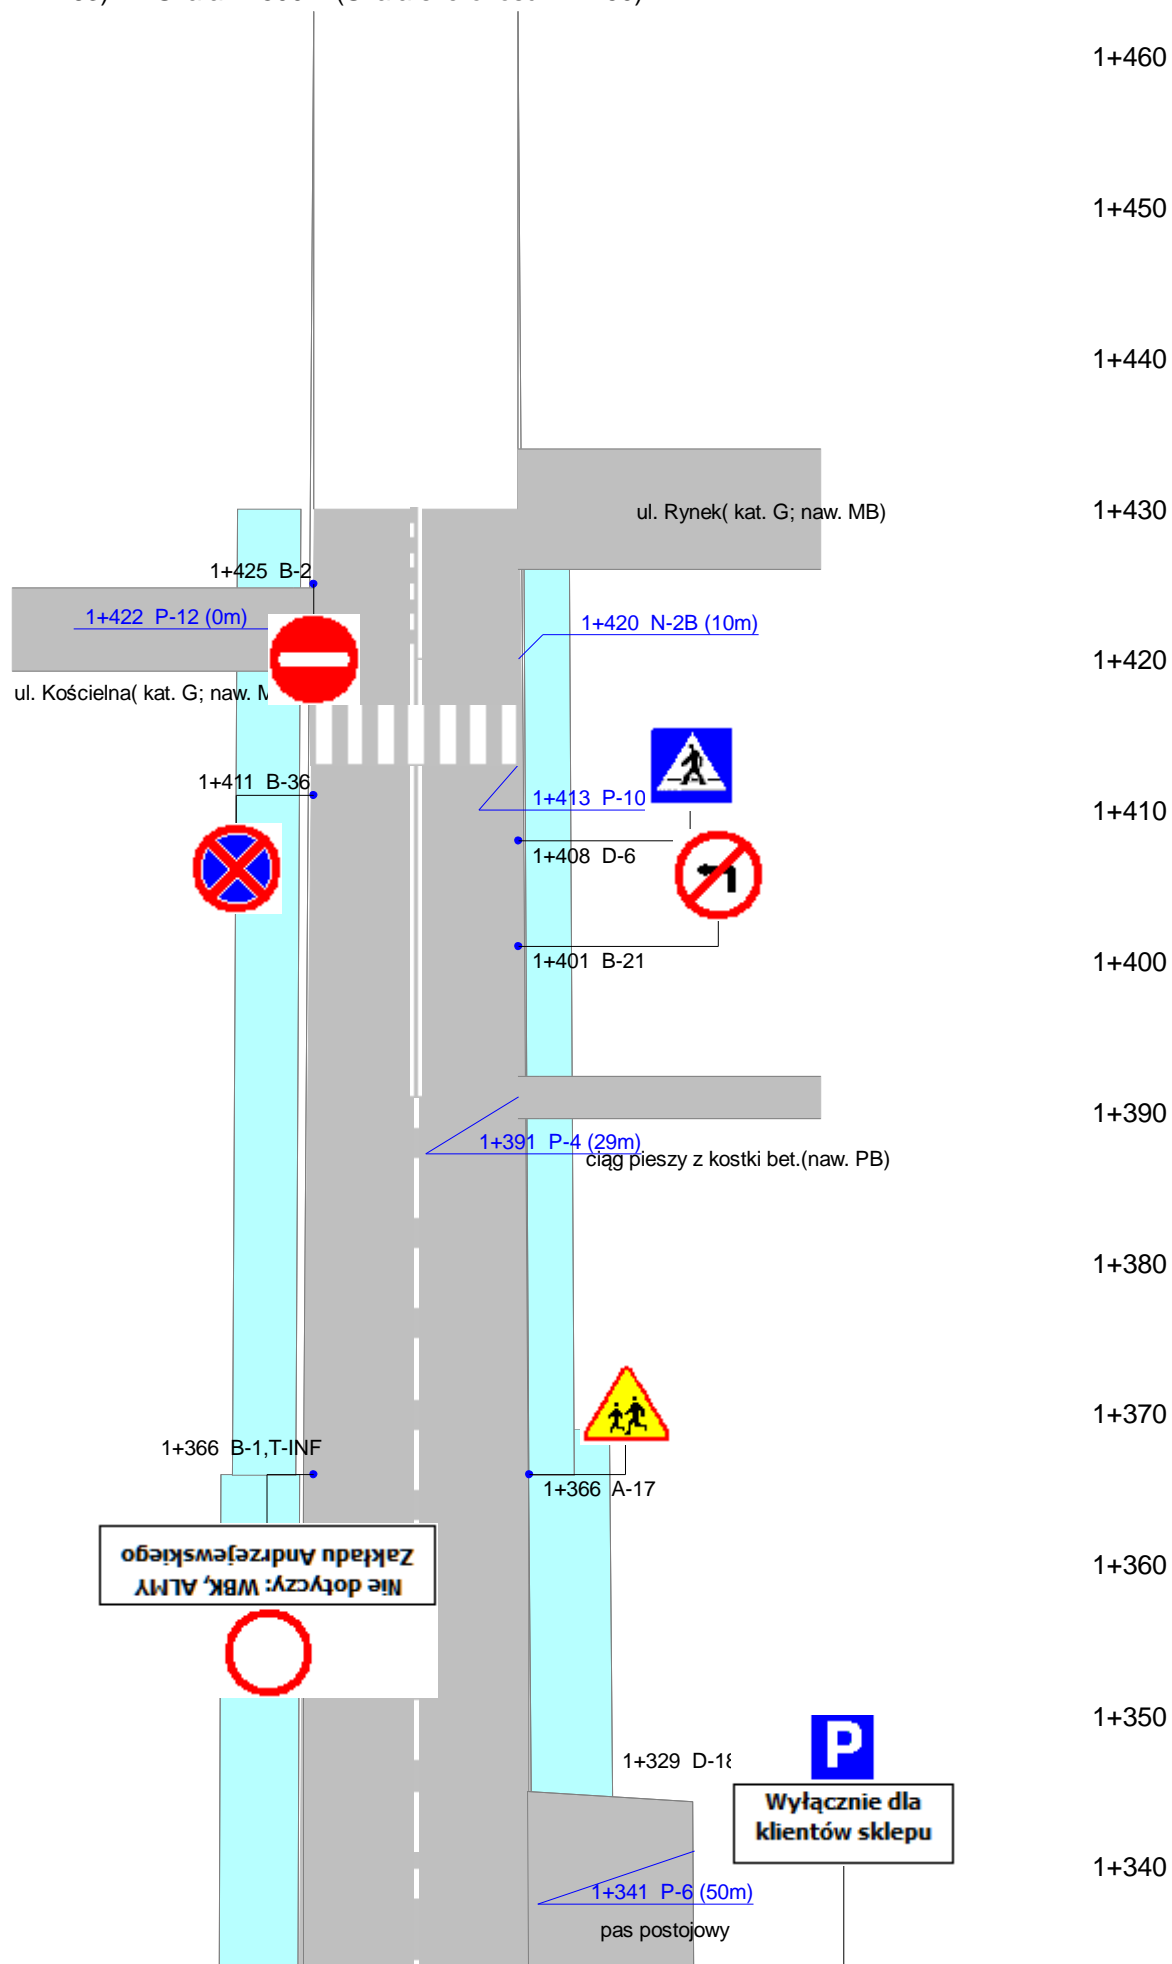 1+460
1+450
1+440
1+430
ul. Rynek( kat. G; naw. MB)
1+425 B-2
1+422 P-12 (0m)
1+420 N-2B (10m)
1+420
ul. Kościelna( kat. G; naw.
1+411 B-36
1+413 P-10
1+410
1+408 D-6
1+401 B-21
1+400
1+390
1+391 P-4 (29m)
ciąg pieszy z kostki bet.(naw. PB)
1+380
1+370
1+366 B-1,T-INF
1+366 A-17
Nie dotyczy: WBK, ALMY
Zakładu Andrzejewskiego
1+360
1+350
P
1+329 D-18
Wyłącznie dla
klientów sklepu
1+340
1+341 P-6 (50m)
pas postojowy